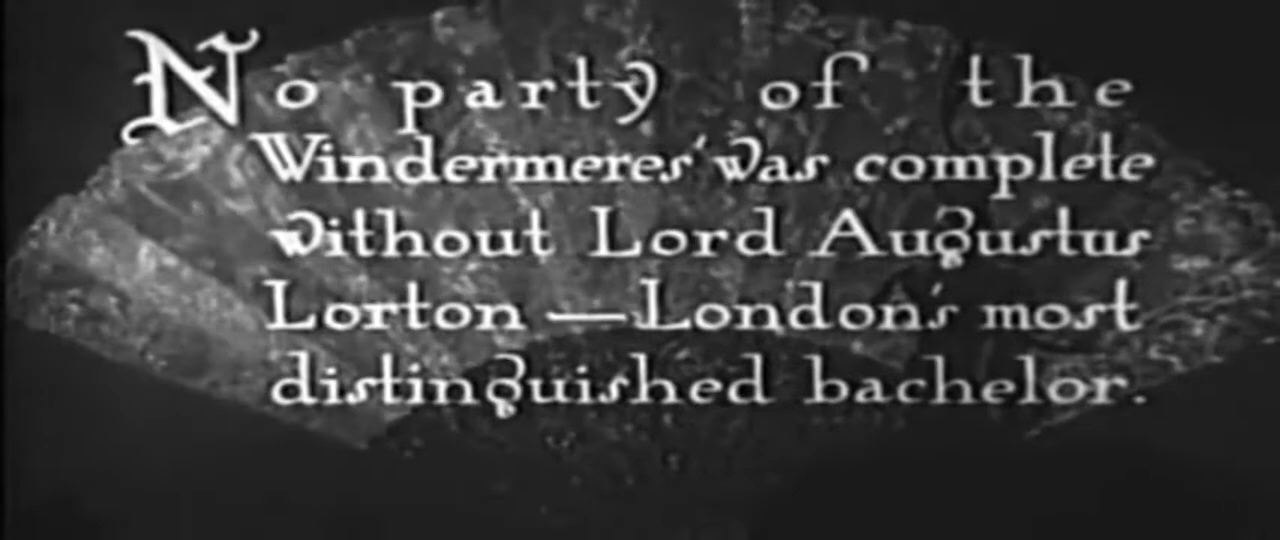 No party of the
Windermeres' was complete
without Lord Augustus
Lorton — London's most
distinguished bachelor.